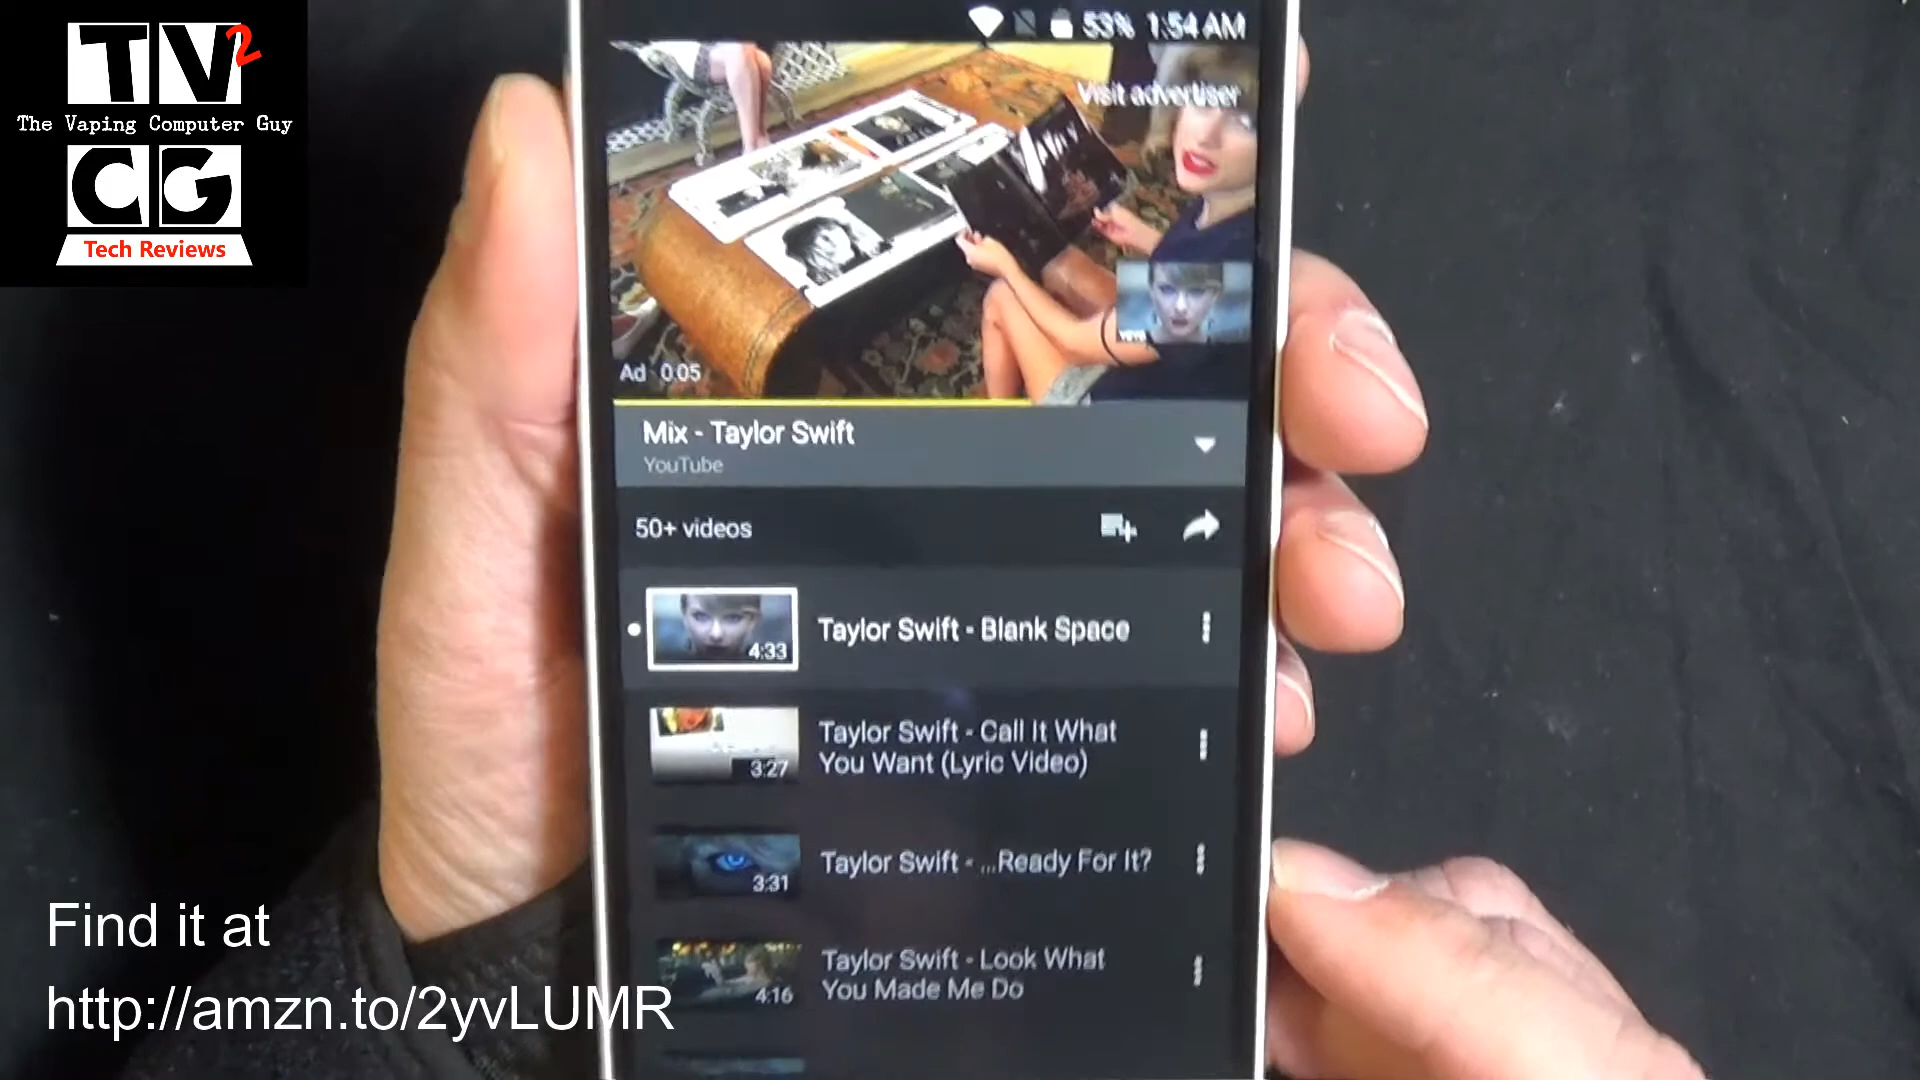 TV2
The Vaping Computer Guy
CG
Tech Reviews
53% 1:54 AM
Visit advertiser
Ad · 0:05
Mix - Taylor Swift
YouTube
50+ videos
4:33
Taylor Swift - Blank Space
Taylor Swift - Call It What
You Want (Lyric Video)
3:27
Taylor Swift - ...Ready For It?
3:31
Taylor Swift - Look What
You Made Me Do
4:16
Find it at
http://amzn.to/2yvLUMR